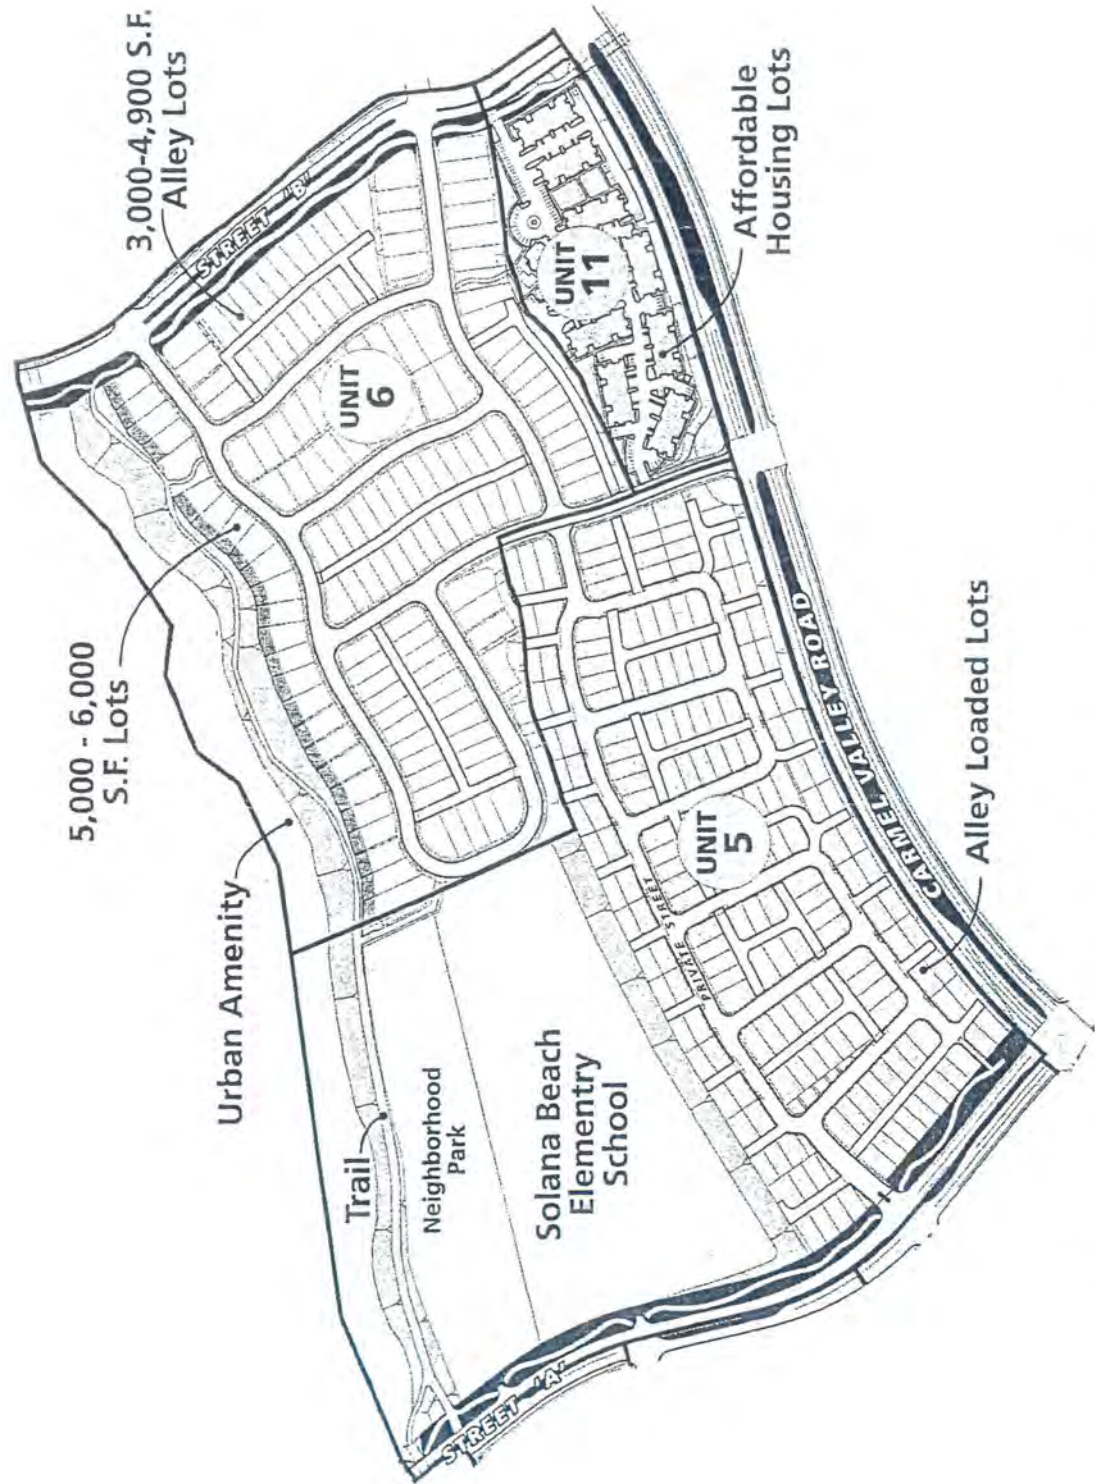 3,000-4,900 S.F.
Alley Lots
STREET 'B'
5,000 - 6,000
S.F. Lots
UNIT
6
UNIT
11
Affordable
Housing Lots
Urban Amenity
Trail
Neighborhood
Park
Solana Beach
Elementry
School
PRIVATE STREET
UNIT
5
CARMEL VALLEY ROAD
Alley Loaded Lots
STREET 'A'